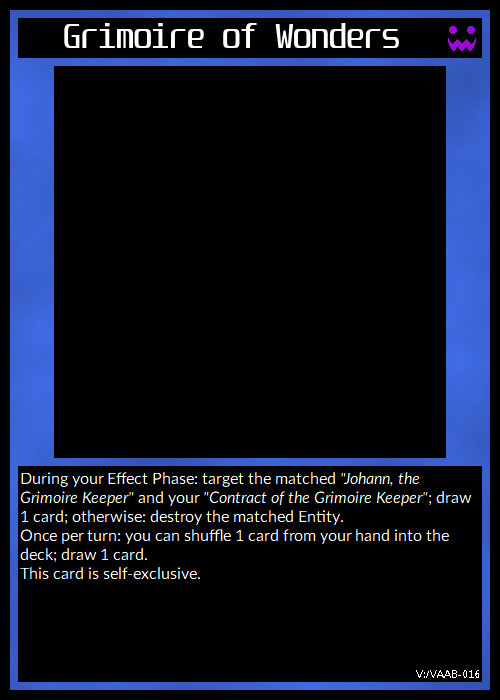 Grimoire of Wonders
During your Effect Phase: target the matched "Johann, the
Grimoire Keeper" and your "Contract of the Grimoire Keeper"; draw
1 card; otherwise: destroy the matched Entity.
Once per turn: you can shuffle 1 card from your hand into the
deck; draw 1 card.
This card is self-exclusive.
V:/VAAB-016